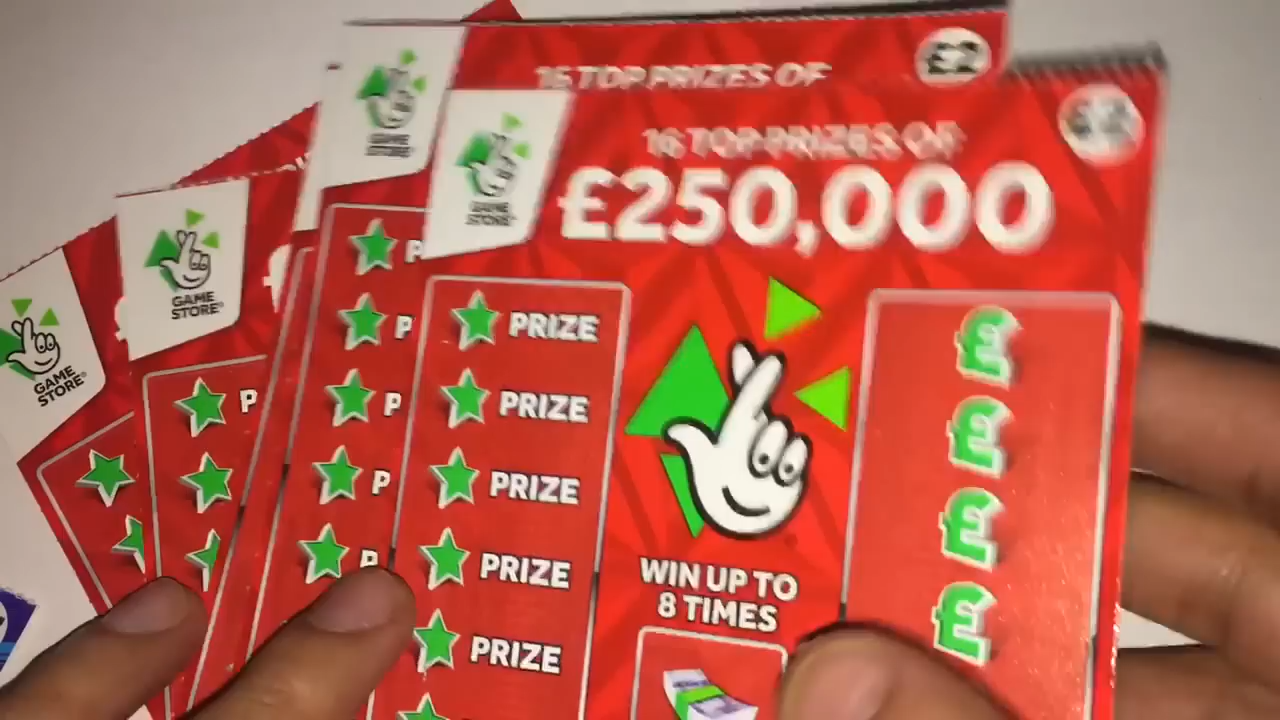 £2
16 TOP PRIZES OF
GAME
STORE
£2
16 TOP PRIZES OF
£250,000
GAME
STORE
GAME
STORE
GAME
STORE
P
P
P
P
P
P
PRIZE
PRIZE
PRIZE
PRIZE
PRIZE
£
£
£
£
WIN UP TO
8 TIMES